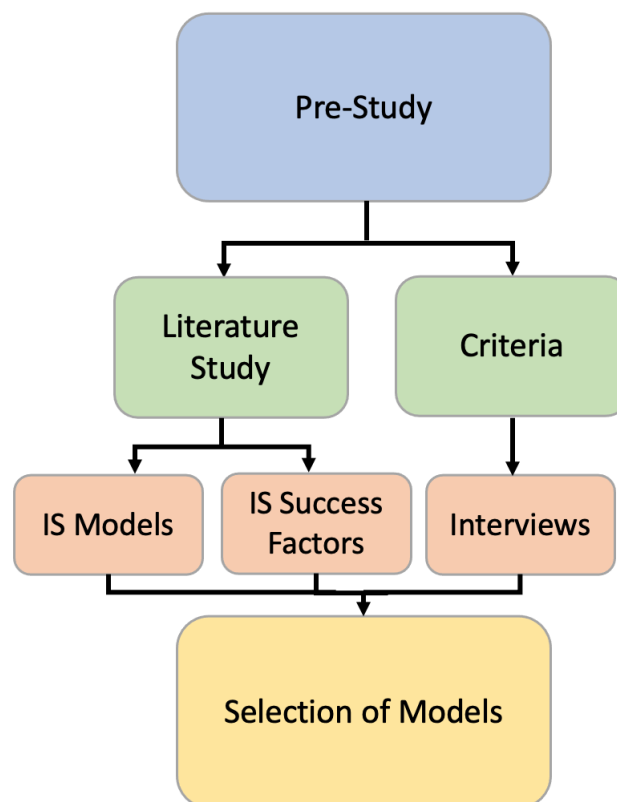 Pre-Study
Literature
Study
Criteria
IS Models
IS Success
Factors
Interviews
Selection of Models